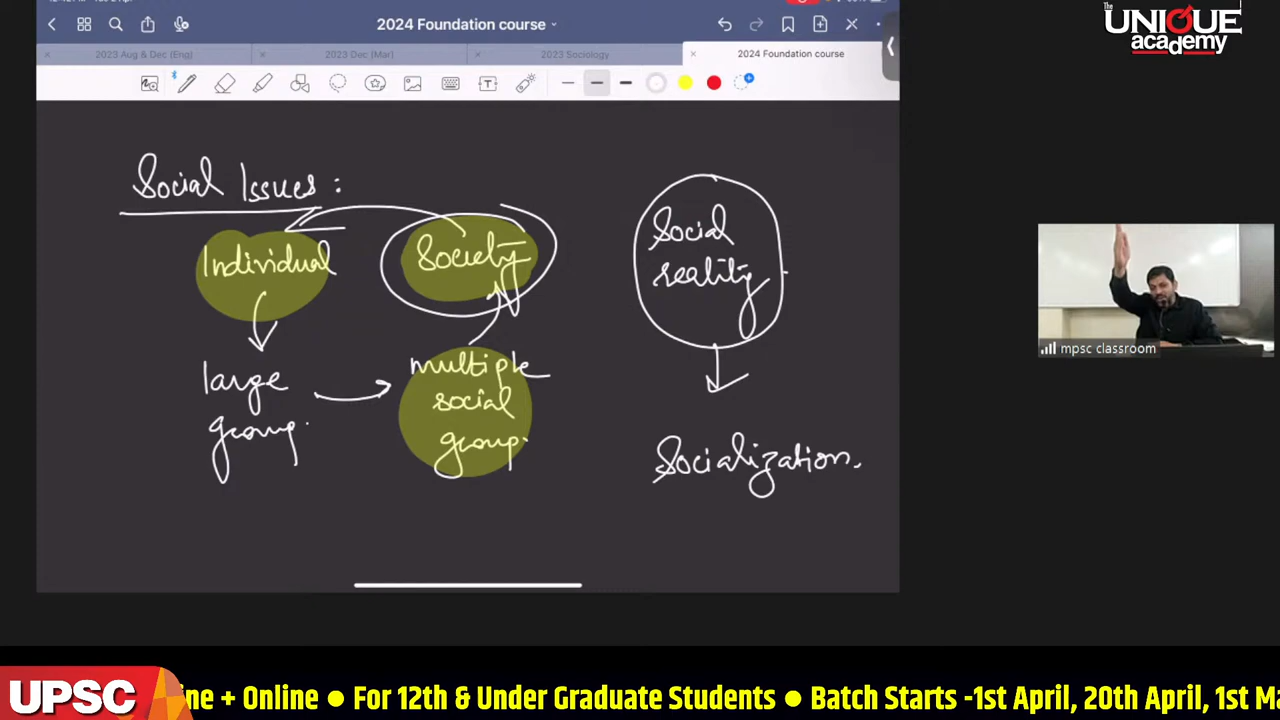 2024 Foundation course
2023 Aug & Dec (Eng)
2023 Dec (Mar)
2023 Sociology
2024 Foundation course
The
UNIQUE
academy
Social Issues :
Individual
Society
large
group.
multiple
social
group.
Social
reality
Socialization.
mpsc classroom
UPSC
ine + Online ● For 12th & Under Graduate Students ● Batch Starts -1st April, 20th April, 1st M